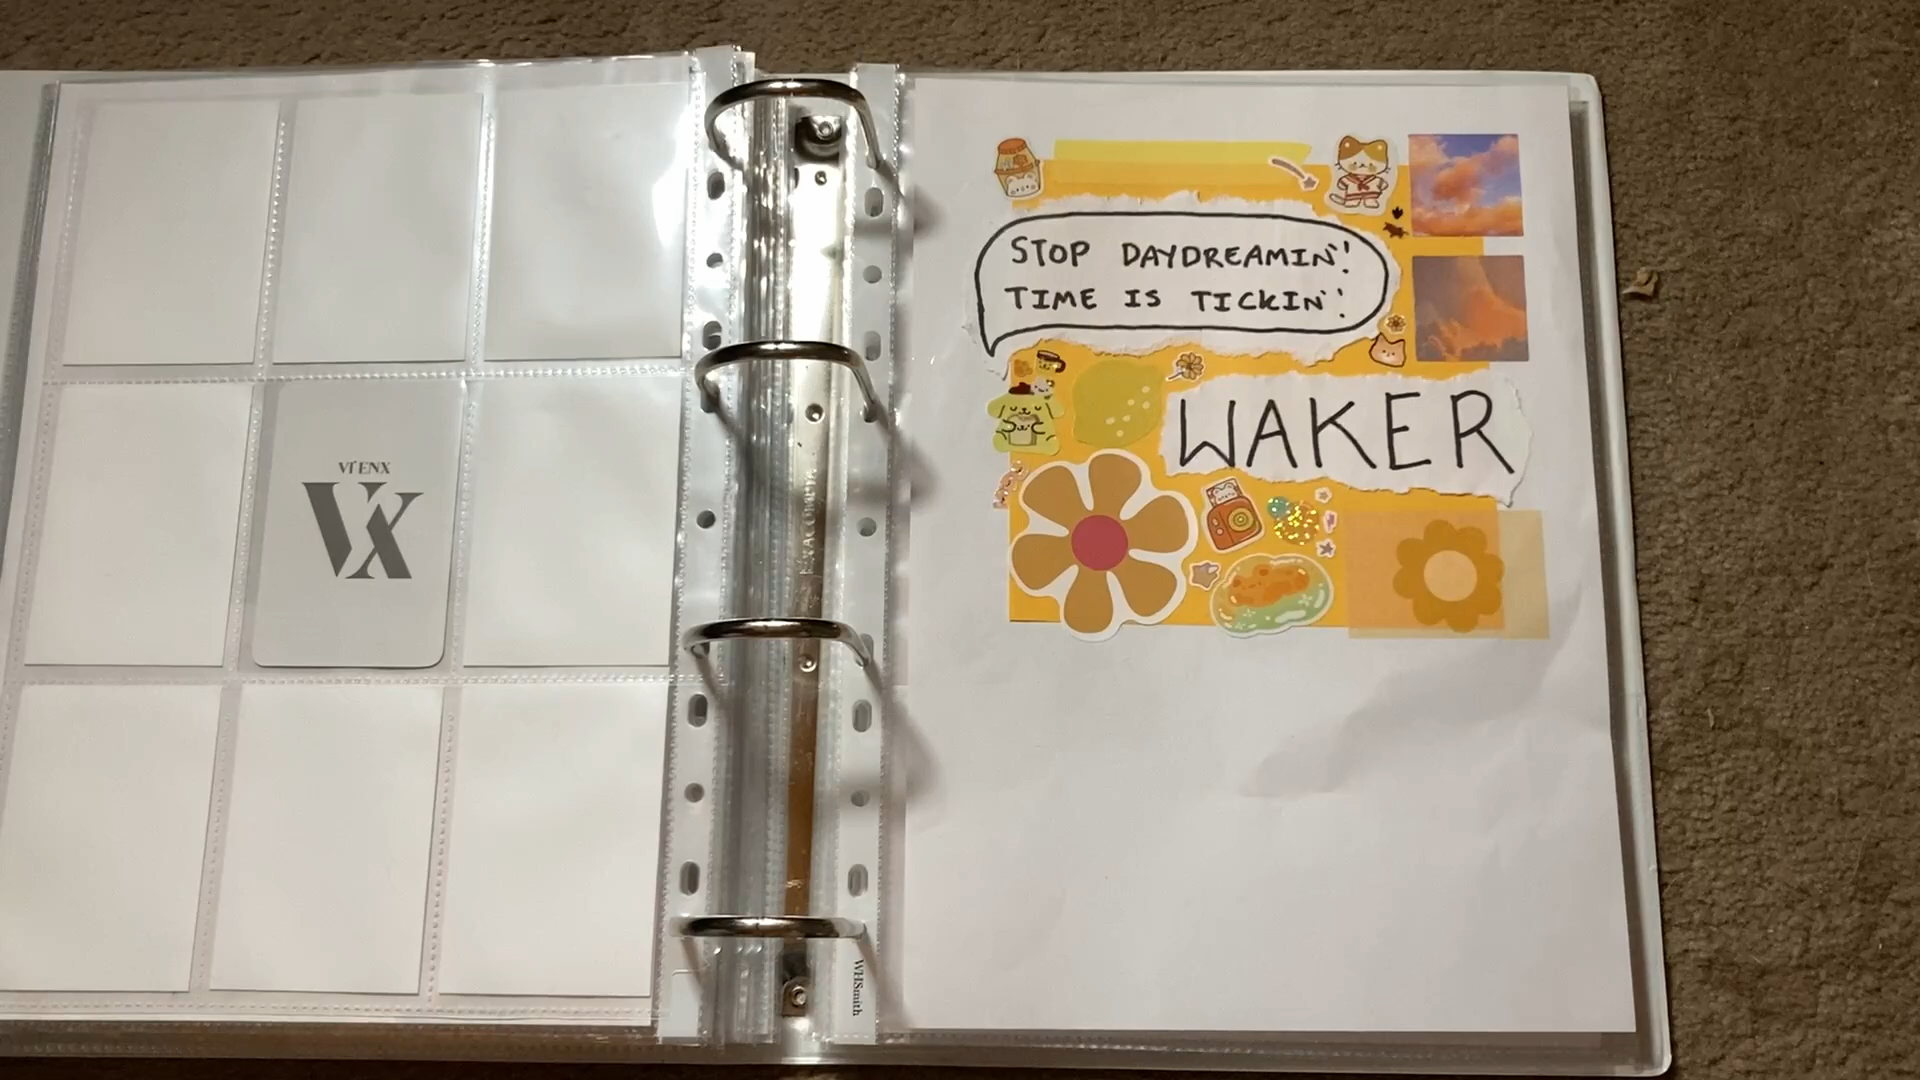 VI'ENX
VX
STOP DAYDREAMIN'!
TIME IS TICKIN'!
WAKER
WHSmith